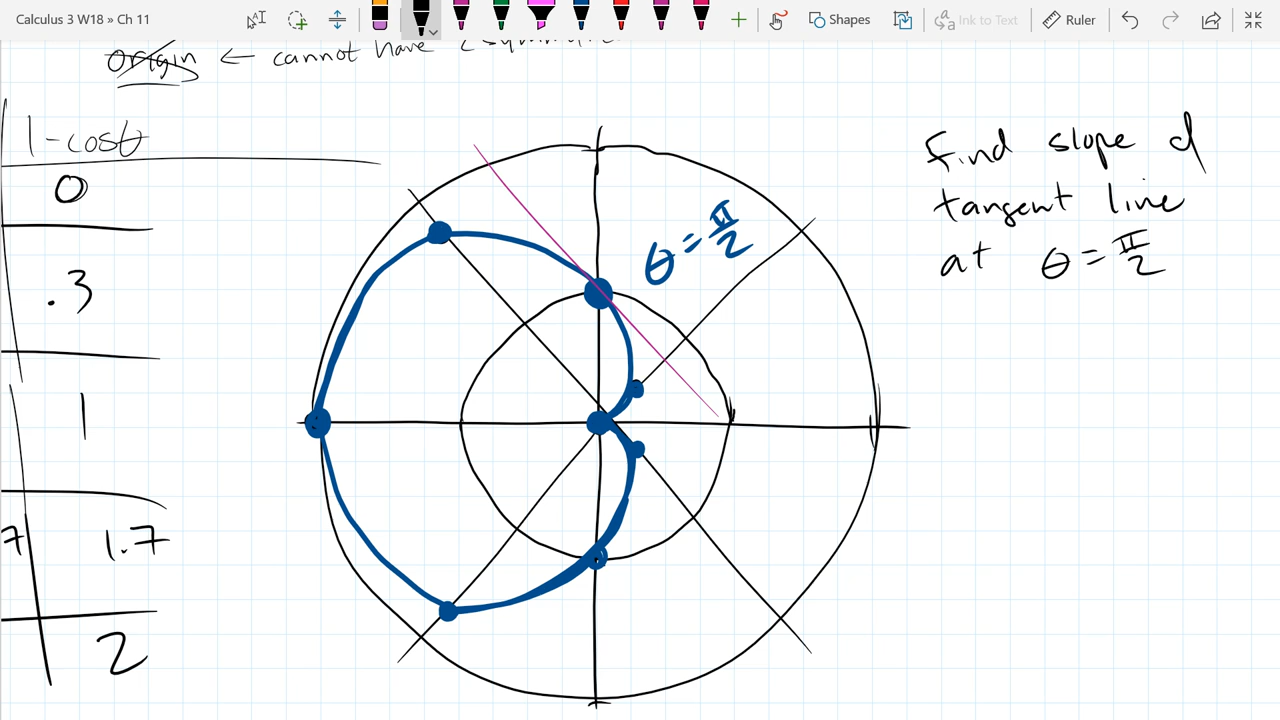 Calculus 3 W18 » Ch 11
Shapes
Ink to Text
Ruler
origin ← cannot have
1-cosθ
0
.3
1
7 1.7
2
θ = π/2
find slope of
tangent line
at θ = π/2